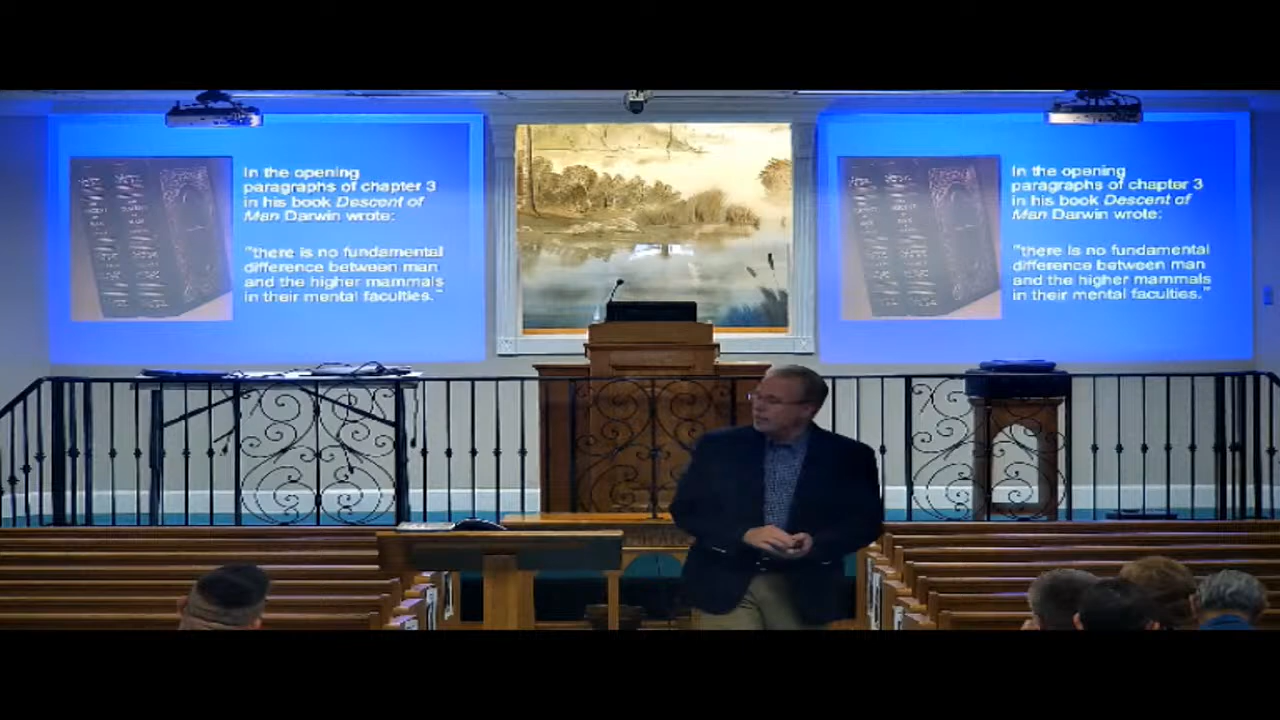 In the opening
paragraphs of chapter 3
in his book Descent of
Man Darwin wrote:
"there is no fundamental
difference between man
and the higher mammals
in their mental faculties."
In the opening
paragraphs of chapter 3
in his book Descent of
Man Darwin wrote:
"there is no fundamental
difference between man
and the higher mammals
in their mental faculties."